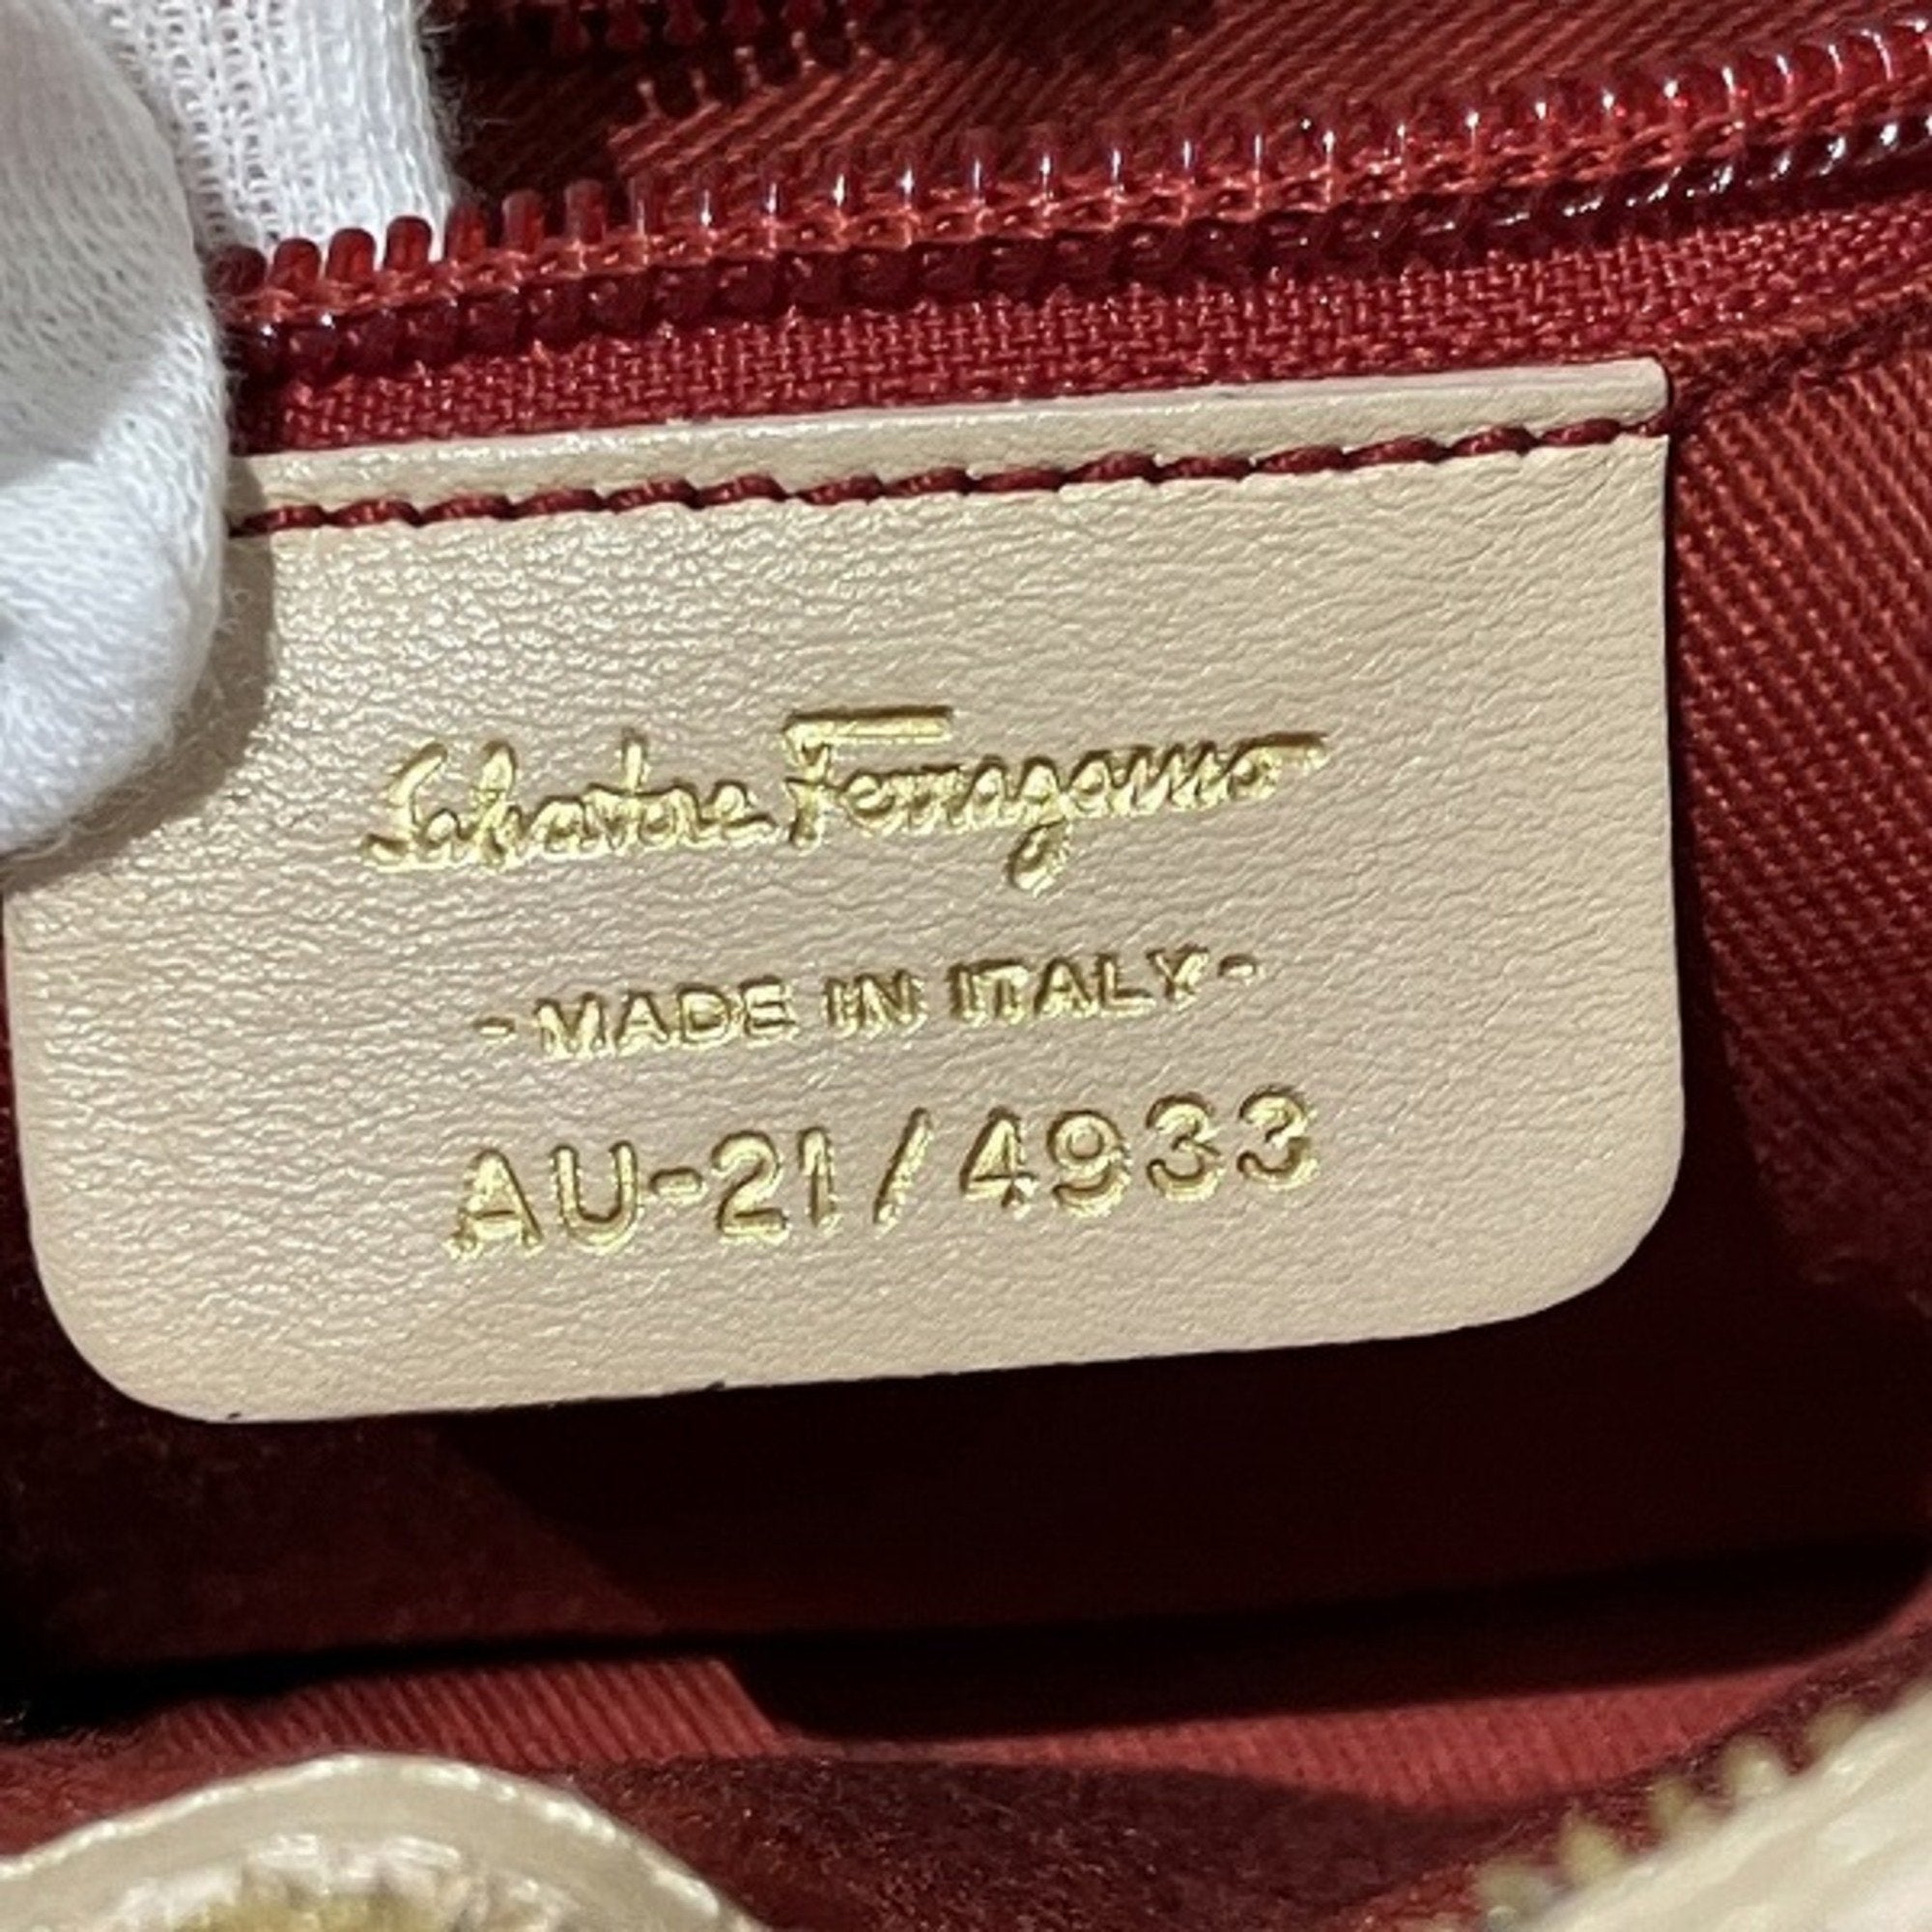 Salvatore Ferragamo
-MADE IN ITALY-
AU-21/4933